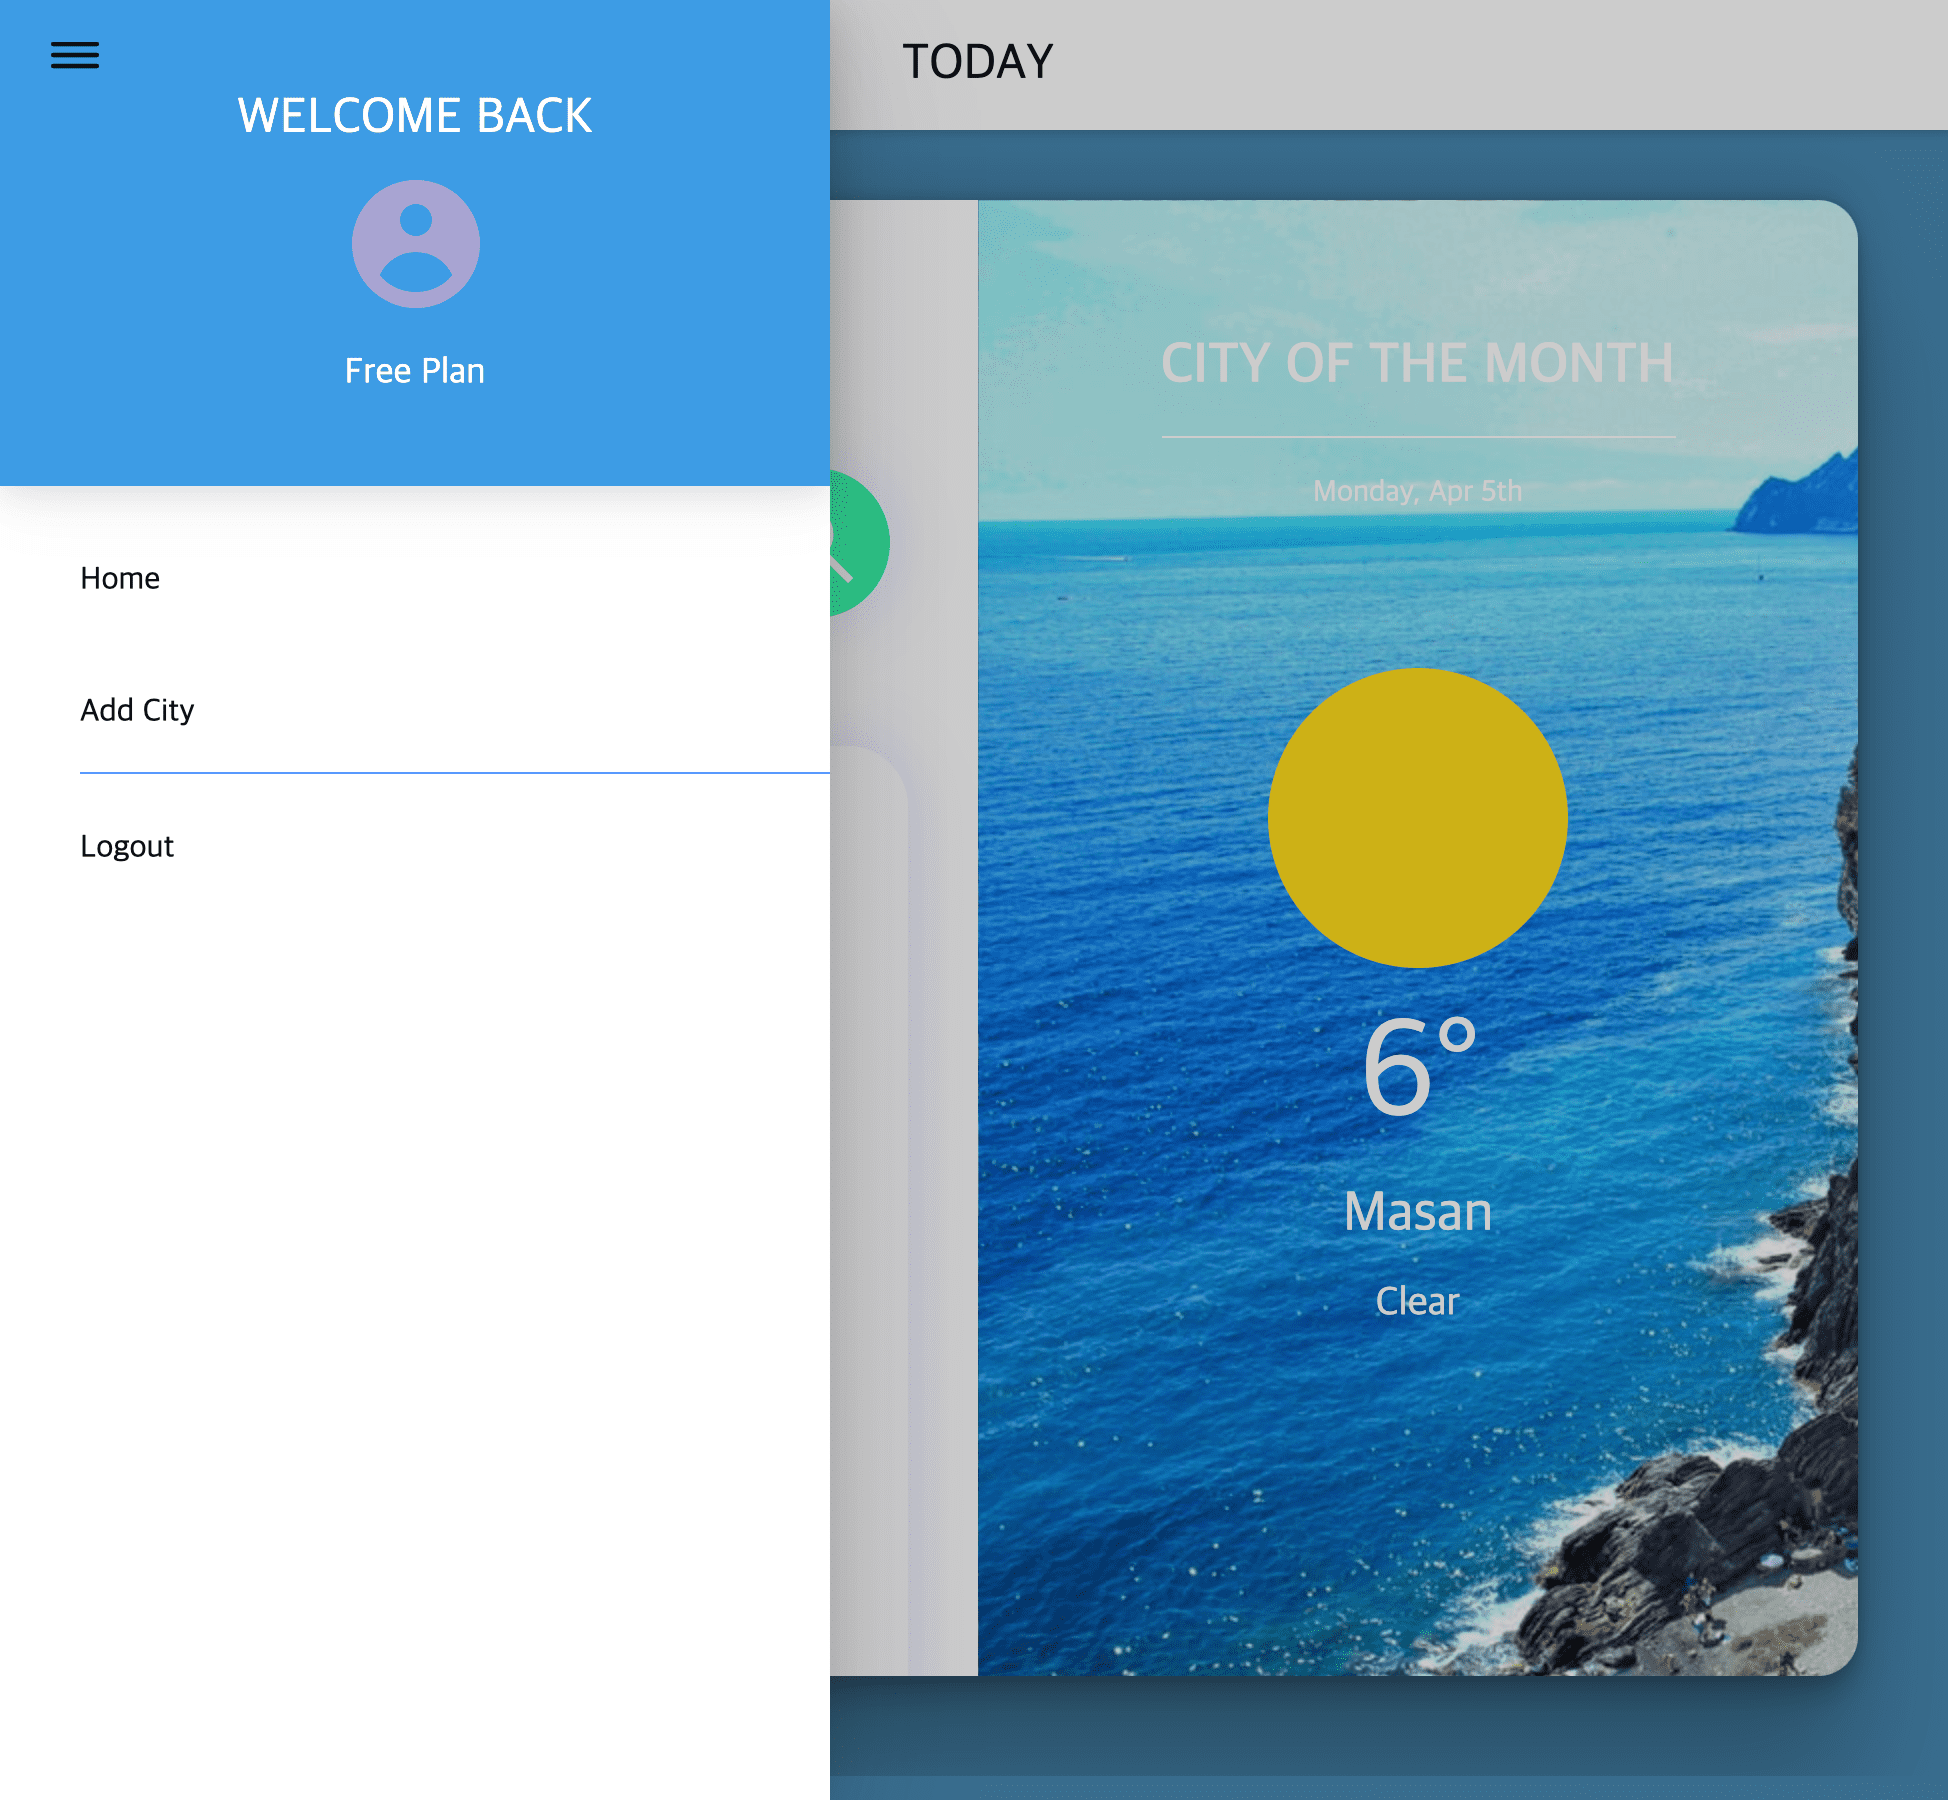 WELCOME BACK
Free Plan
Home
Add City
Logout
TODAY
CITY OF THE MONTH
Monday, Apr 5th
6°
Masan
Clear